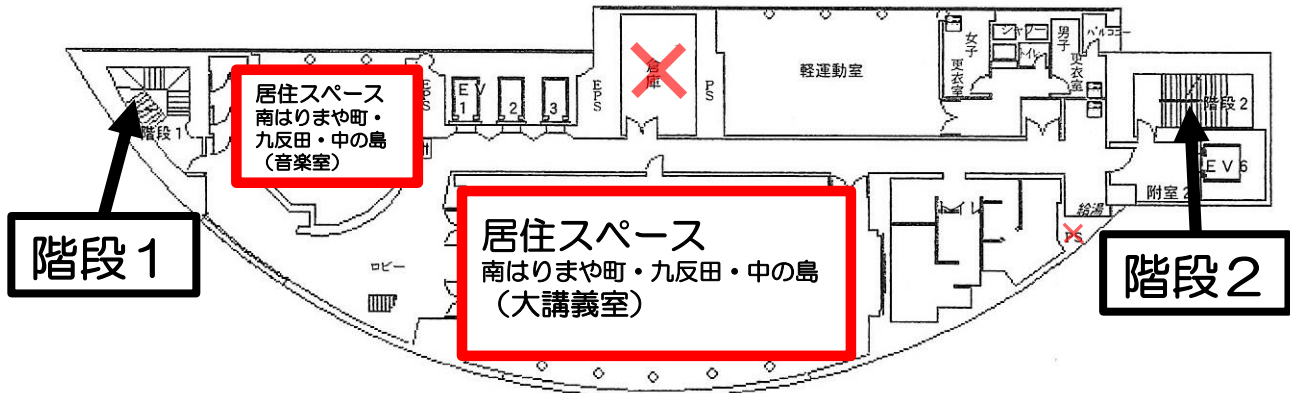 居住スペース
南はりまや町・
九反田・中の島
（音楽室）
EPS
EV
1
2
3
EPS
倉庫
PS
軽運動室
女子
更衣室
シャワー
トイレ
男子
更衣室
バルコニー
階段1
階段2
EV6
附室2
給湯
PS
ロビー
居住スペース
南はりまや町・九反田・中の島
（大講義室）
階段１
階段２